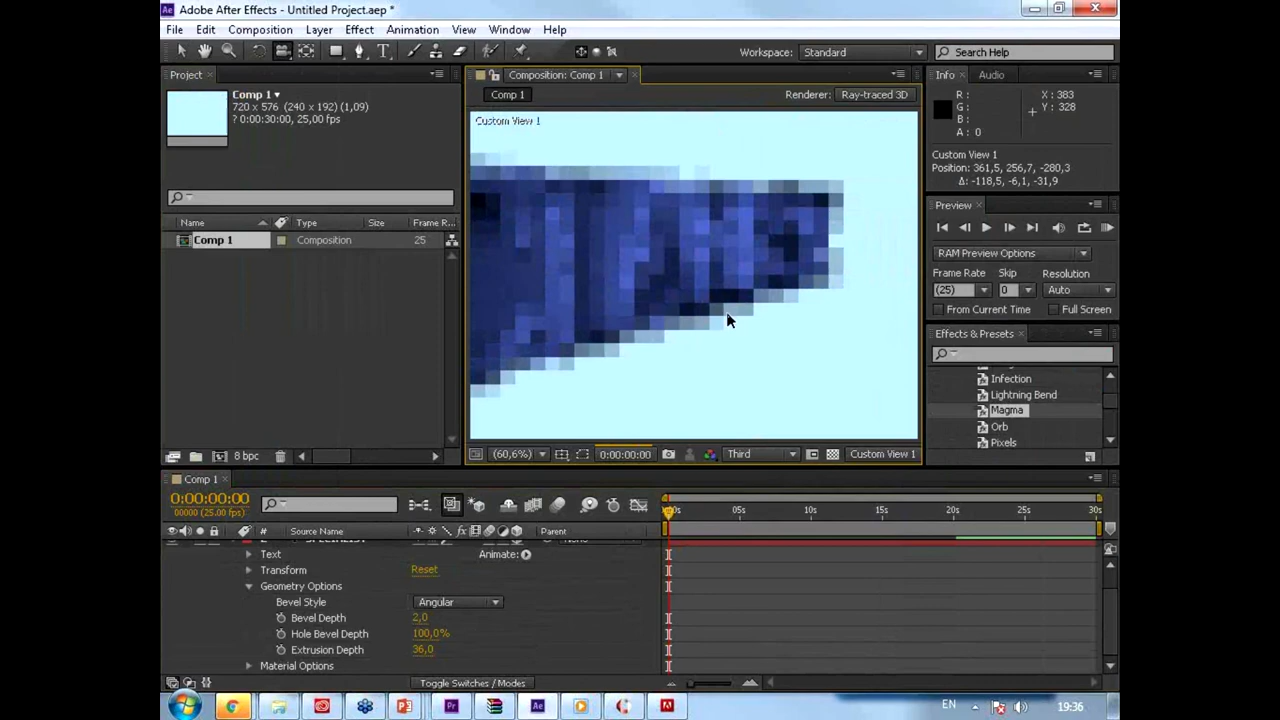 Adobe After Effects - Untitled Project.aep *
File Edit Composition Layer Effect Animation View Window Help
Workspace: Standard Search Help
Project
Comp 1
720 x 576 (240 x 192) (1,09)
? 0:00:30:00, 25,00 fps
Name Type Size Frame R...
Comp 1 Composition 25
8 bpc
Composition: Comp 1
Comp 1 Renderer: Ray-traced 3D
Custom View 1
(60,6%) 0:00:00:00 Third Custom View 1
Info Audio
R: X: 383
G: Y: 328
B:
A: 0
Custom View 1
Position: 361,5, 256,7, -280,3
Δ: -118,5, -6,1, -31,9
Preview
RAM Preview Options
Frame Rate Skip Resolution
(25) 0 Auto
From Current Time Full Screen
Effects & Presets
Infection
Lightning Bend
Magma
Orb
Pixels
Comp 1
0:00:00:00
00000 (25.00 fps)
# Source Name fx Parent
05s 10s 15s 20s 25s 30s
Text Animate:
Transform Reset
Geometry Options
Bevel Style Angular
Bevel Depth 2,0
Hole Bevel Depth 100,0%
Extrusion Depth 36,0
Material Options
Toggle Switches / Modes
EN 19:36